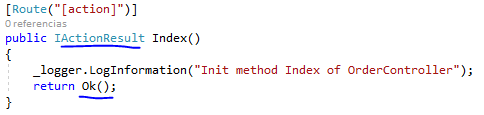 [Route("[action]")]
0 referencias
public IActionResult Index()
{
_logger.LogInformation("Init method Index of OrderController");
return Ok();
}